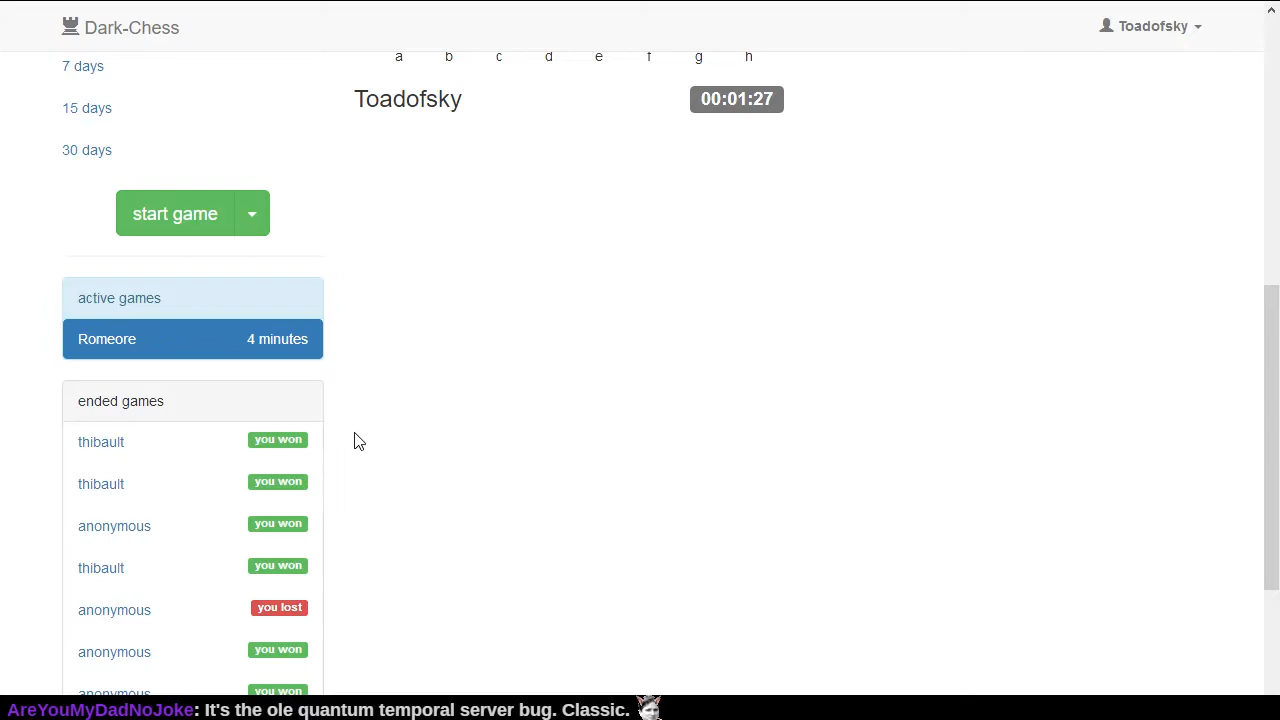 Dark-Chess
Toadofsky
a b c d e f g h
7 days
Toadofsky 00:01:27
15 days
30 days
start game
active games
Romeore 4 minutes
ended games
thibault you won
thibault you won
anonymous you won
thibault you won
anonymous you lost
anonymous you won
anonymous you won
AreYouMyDadNoJoke: It's the ole quantum temporal server bug. Classic.